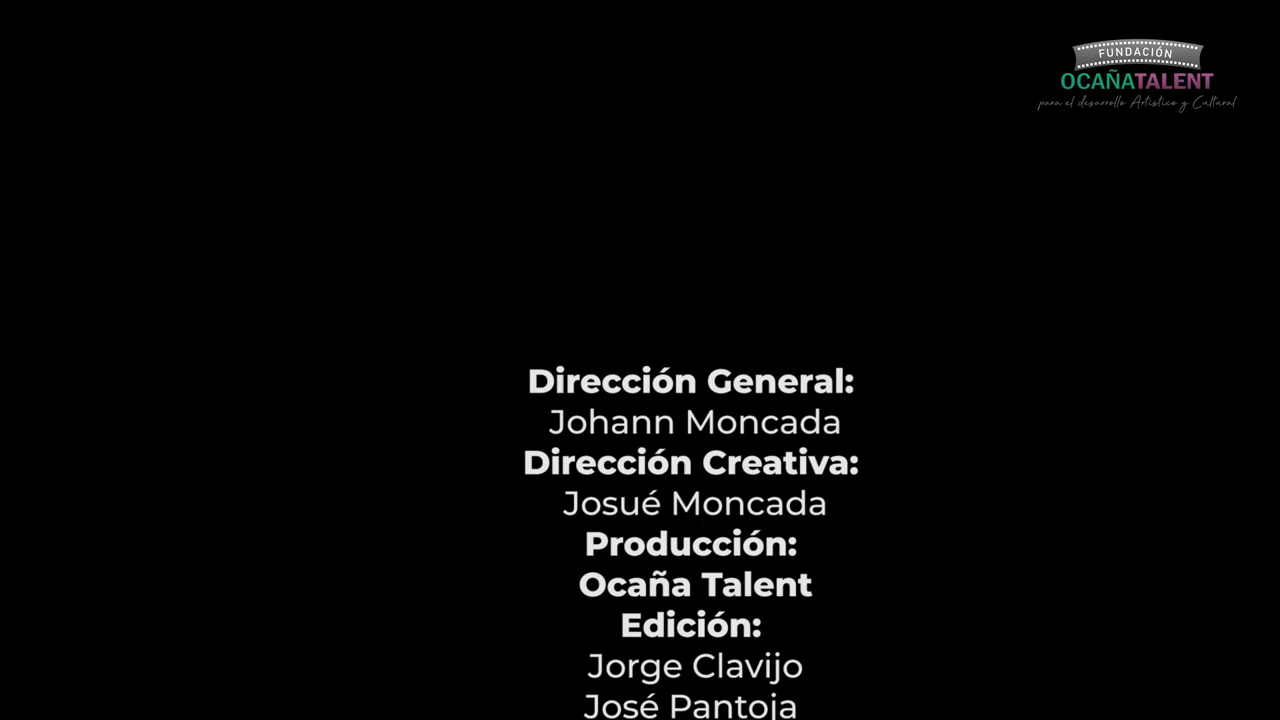 FUNDACIÓN
OCAÑATALENT
para el desarrollo Artístico y Cultural
Dirección General:
Johann Moncada
Dirección Creativa:
Josué Moncada
Producción:
Ocaña Talent
Edición:
Jorge Clavijo
José Pantoja